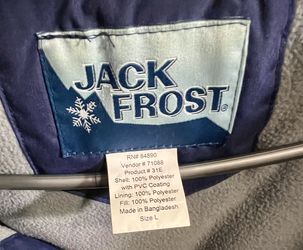 JACK
FROST®
RN# 84890
Vendor # 71088
Product # 31E
Shell: 100% Polyester
with PVC Coating
Lining: 100% Polyester
Fill: 100% Polyester
Made in Bangladesh
Size L